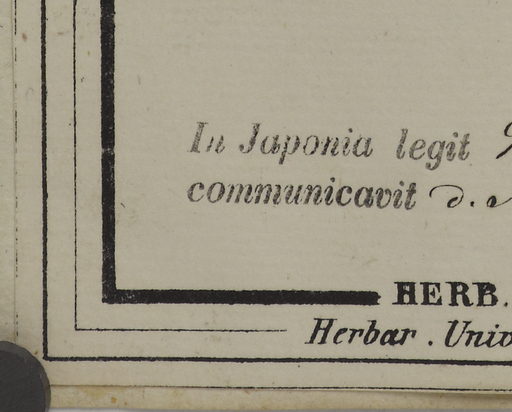 In Japonia legit
communicavit d.
HERB.
Herbar. Univ